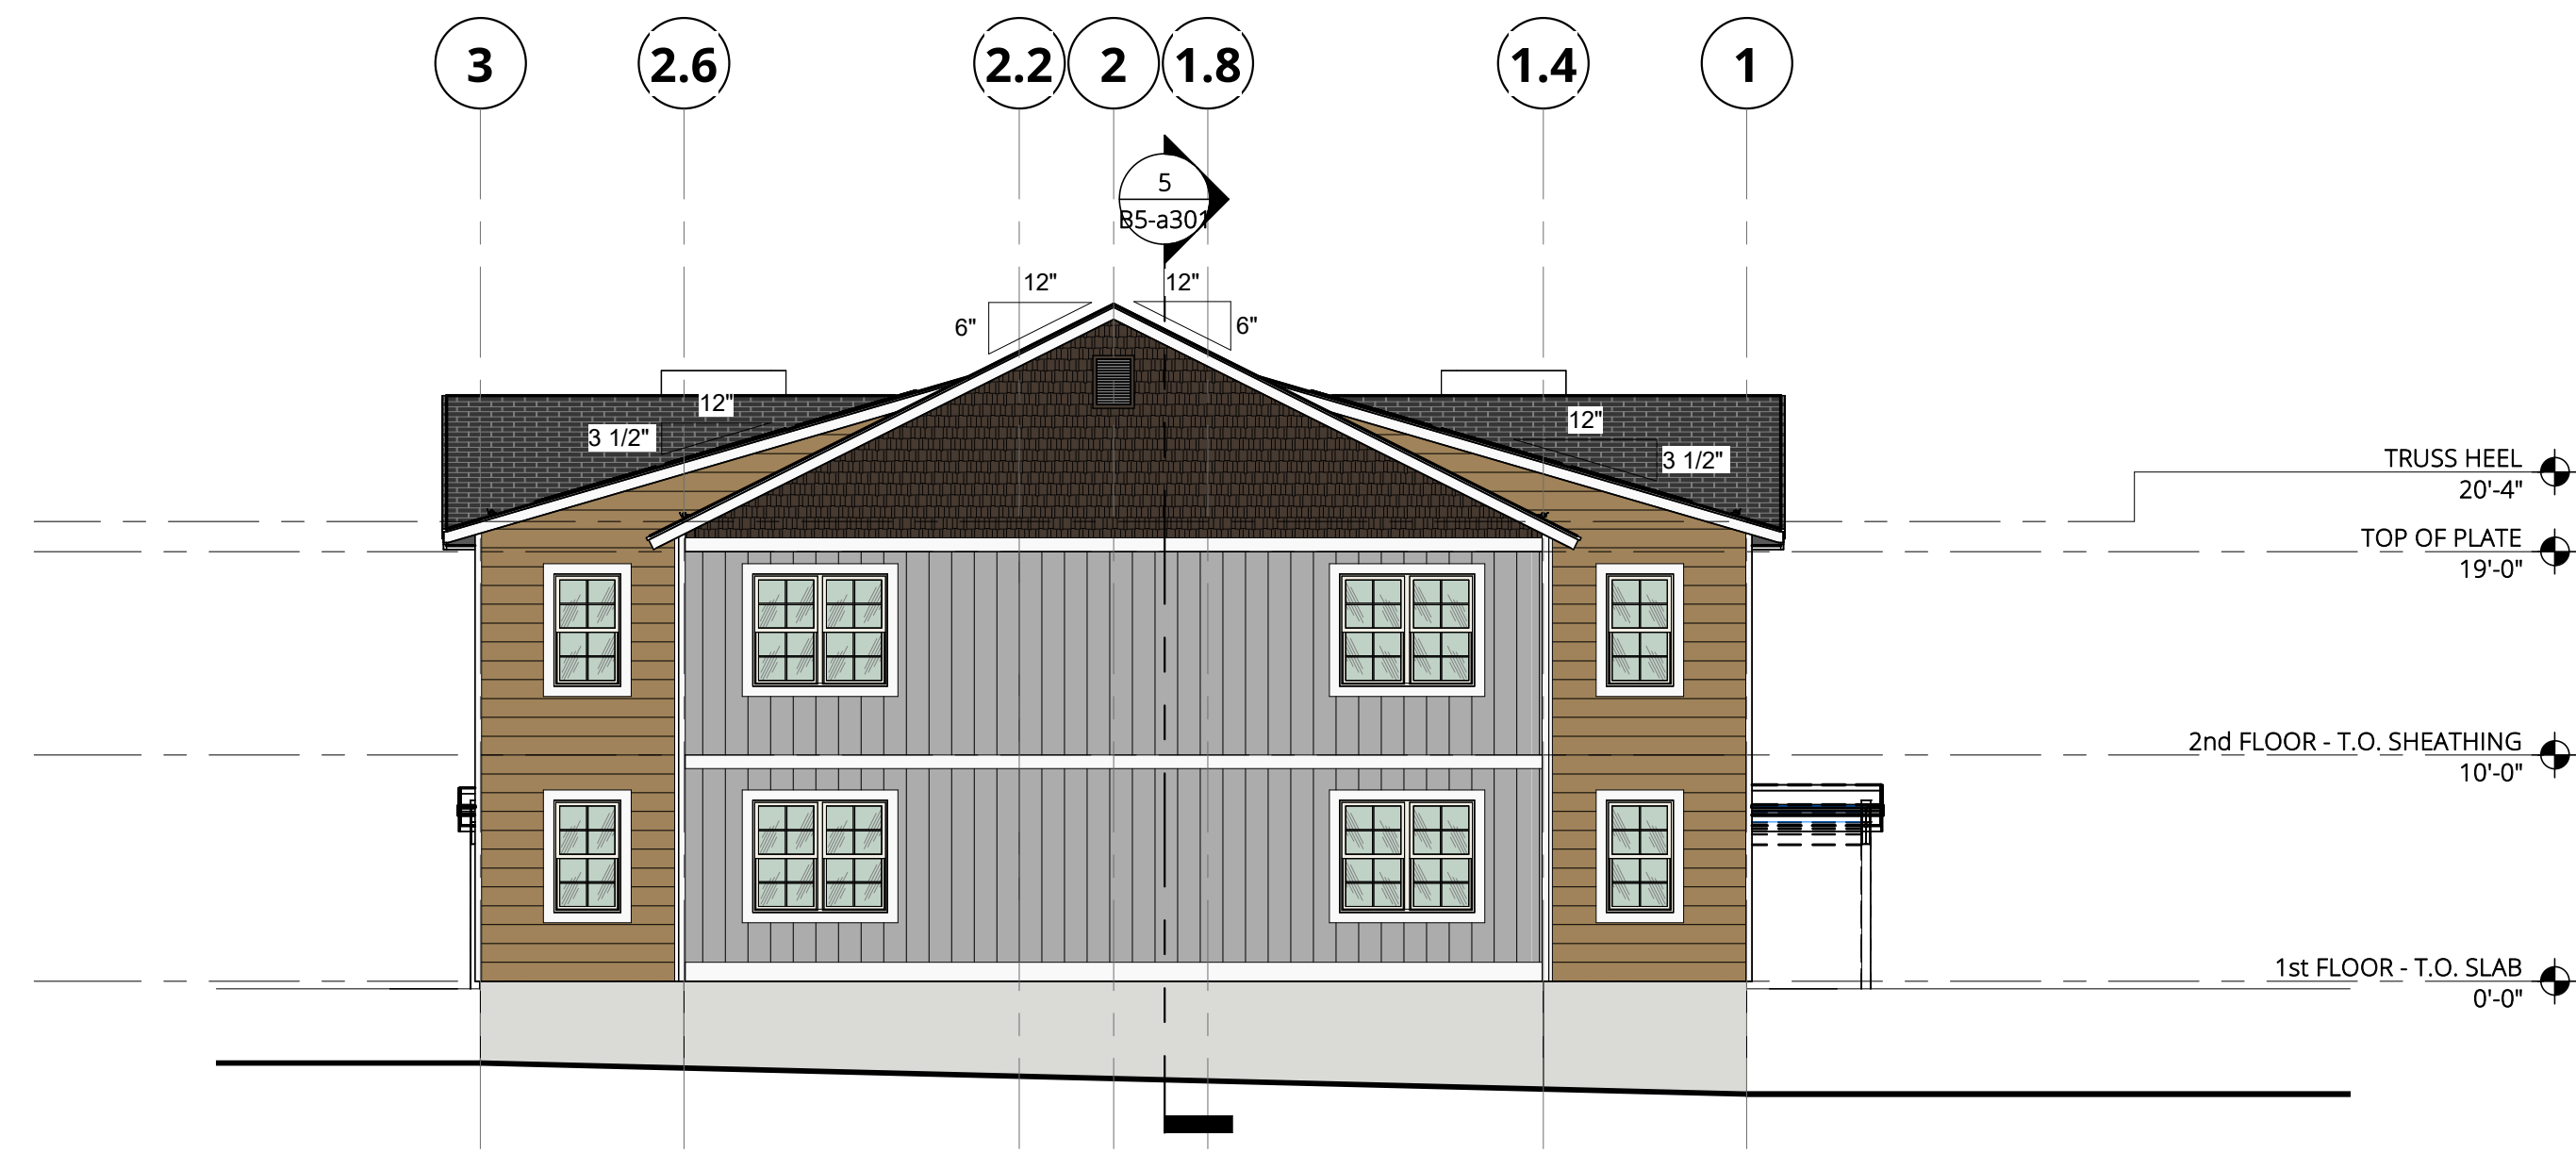 3 2.6 2.2 2 1.8 1.4 1
5
B5-a301
12" 12"
6" 6"
12" 12"
3 1/2" 3 1/2"
TRUSS HEEL
20'-4"
TOP OF PLATE
19'-0"
2nd FLOOR - T.O. SHEATHING
10'-0"
1st FLOOR - T.O. SLAB
0'-0"